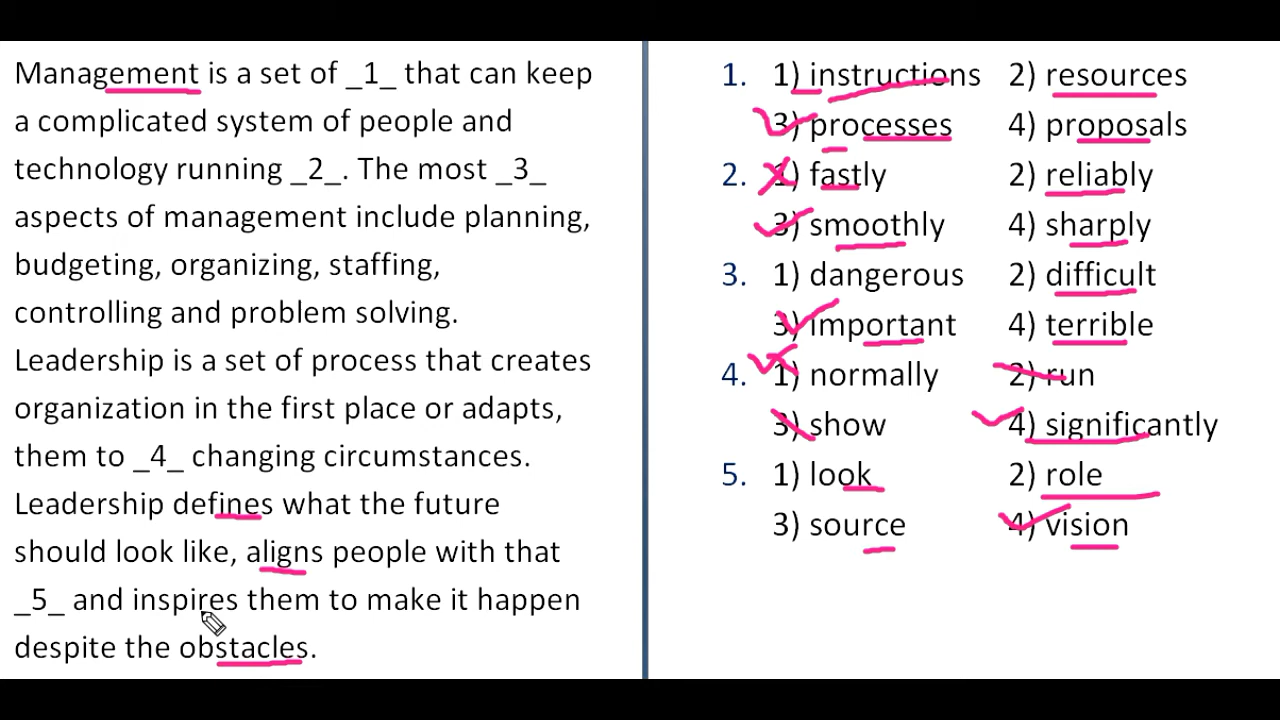 Management is a set of _1_ that can keep
a complicated system of people and
technology running _2_. The most _3_
aspects of management include planning,
budgeting, organizing, staffing,
controlling and problem solving.
Leadership is a set of process that creates
organization in the first place or adapts,
them to _4_ changing circumstances.
Leadership defines what the future
should look like, aligns people with that
_5_ and inspires them to make it happen
despite the obstacles.
1. 1) instructions 2) resources
3) processes 4) proposals
2. 1) fastly 2) reliably
3) smoothly 4) sharply
3. 1) dangerous 2) difficult
3) important 4) terrible
4. 1) normally 2) run
3) show 4) significantly
5. 1) look 2) role
3) source 4) vision